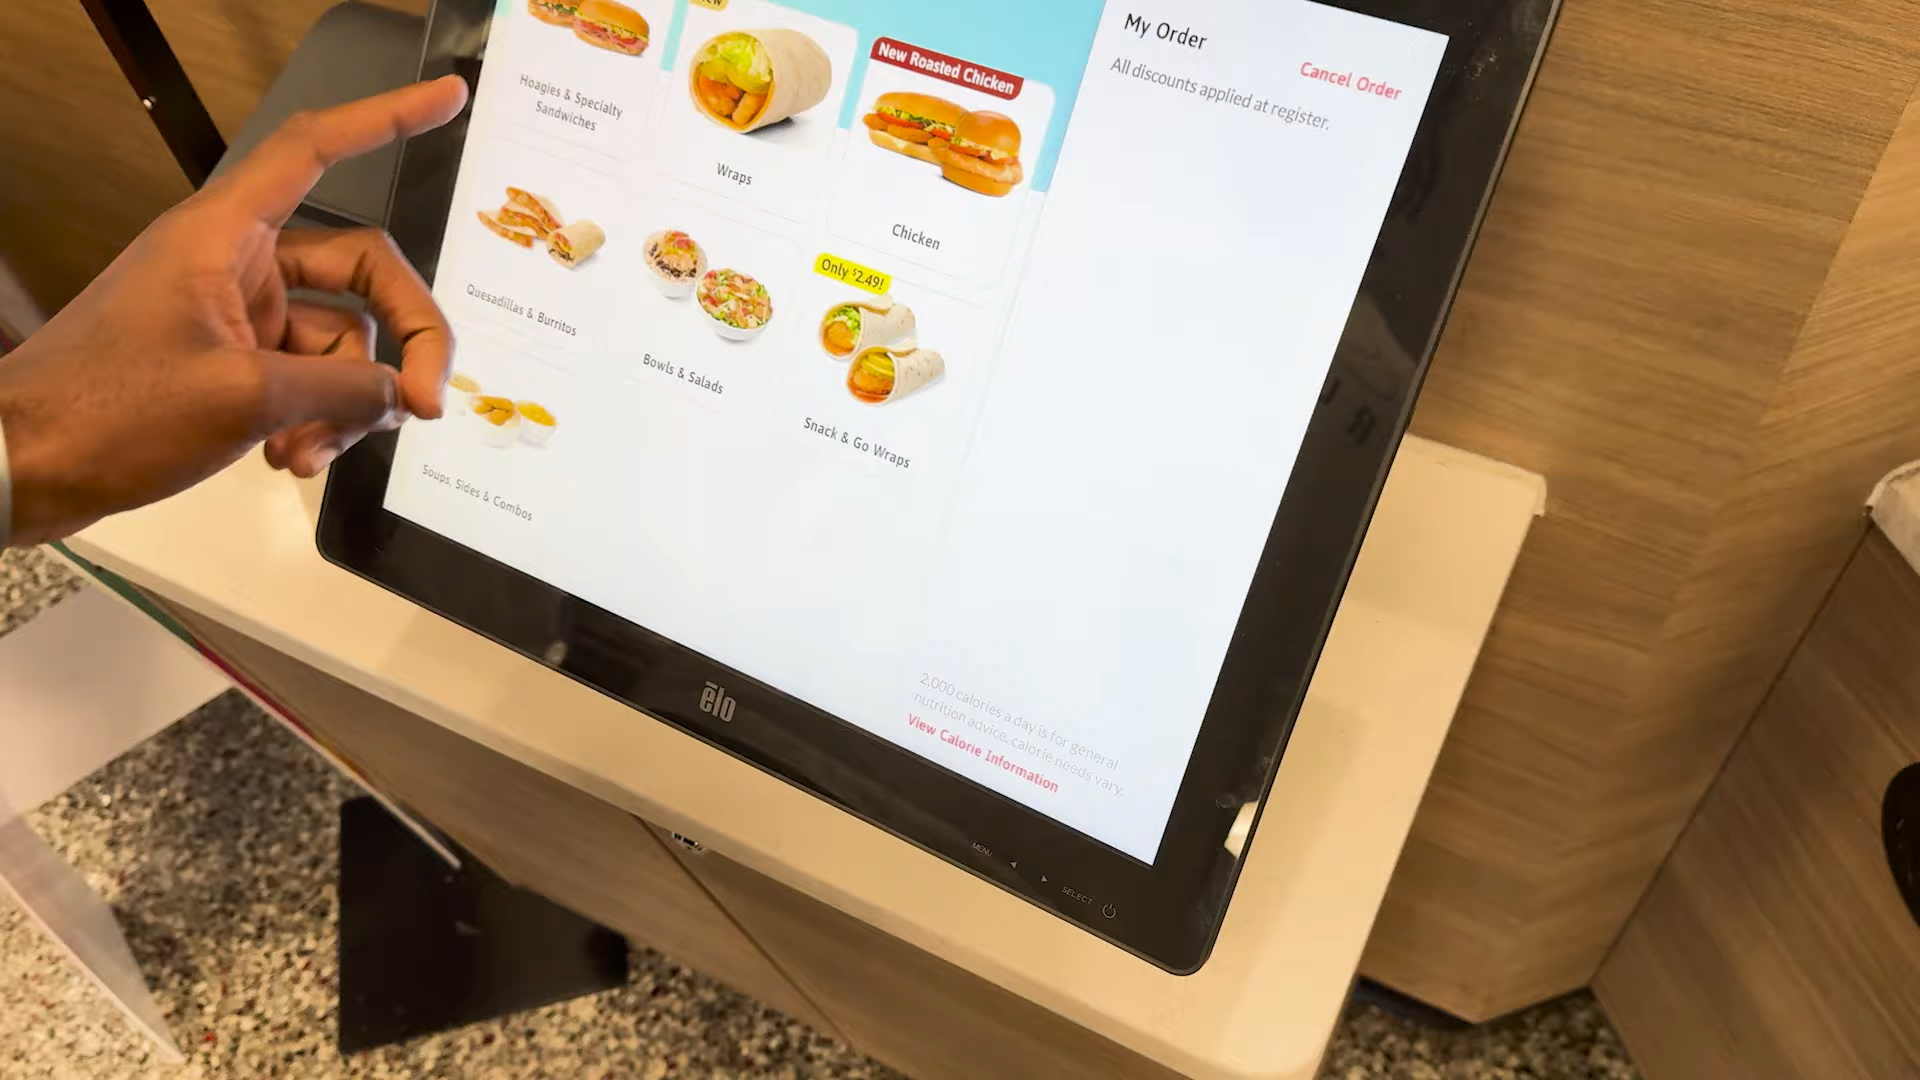 Hoagies & Specialty
Sandwiches
Wraps
New Roasted Chicken
Chicken
Quesadillas & Burritos
Bowls & Salads
Only $2.49!
Snack & Go Wraps
Soups, Sides & Combos
My Order
Cancel Order
All discounts applied at register.
2,000 calories a day is for general
nutrition advice, calorie needs vary.
View Calorie Information
elo
MENU
SELECT